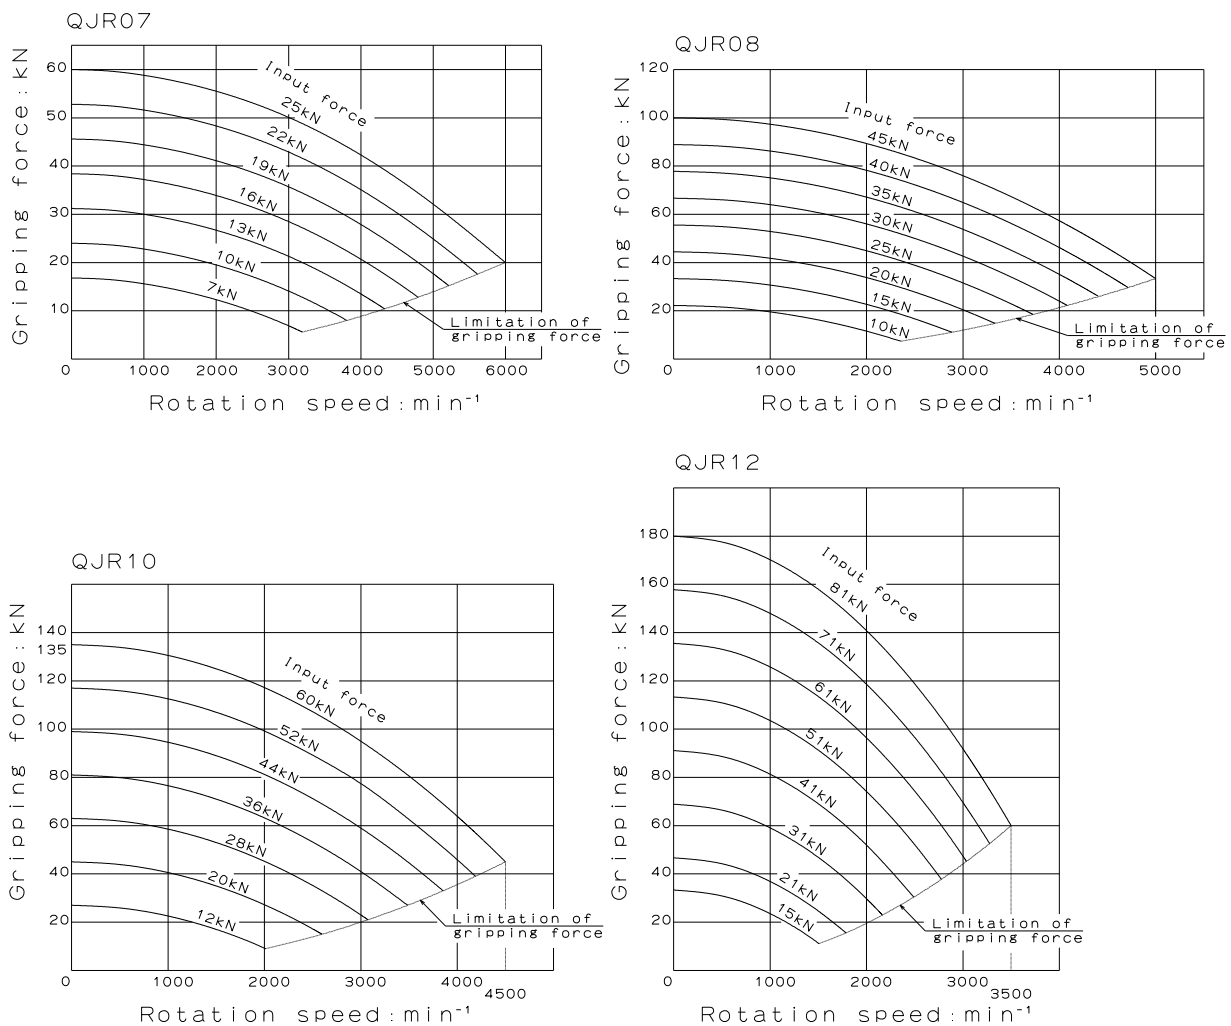 QJR07
Gripping force:kN
60
50
40
30
20
10
Input force
25kN
22kN
19kN
16kN
13kN
10kN
7kN
Limitation of
gripping force
0 1000 2000 3000 4000 5000 6000
Rotation speed:min⁻¹
QJR08
Gripping force:kN
120
100
80
60
40
20
Input force
45kN
40kN
35kN
30kN
25kN
20kN
15kN
10kN
Limitation of
gripping force
0 1000 2000 3000 4000 5000
Rotation speed:min⁻¹
QJR10
Gripping force:kN
140
135
100
80
60
40
20
Input force
60kN
52kN
44kN
36kN
28kN
20kN
12kN
Limitation of
gripping force
0 1000 2000 3000 4000
4500
Rotation speed:min⁻¹
QJR12
Gripping force:kN
180
160
140
120
100
80
60
40
20
Input force
81kN
71kN
61kN
51kN
41kN
31kN
21kN
15kN
Limitation of
gripping force
0 1000 2000 3000
3500
Rotation speed:min⁻¹